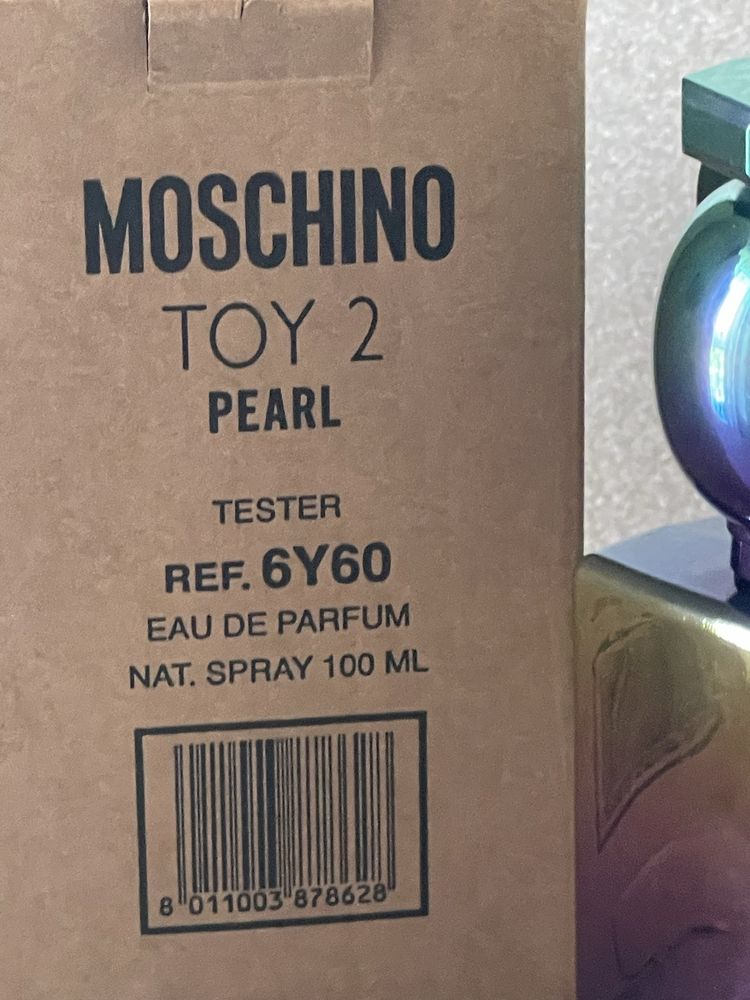 MOSCHINO
TOY 2
PEARL
TESTER
REF. 6Y60
EAU DE PARFUM
NAT. SPRAY 100 ML
8 011003 878628